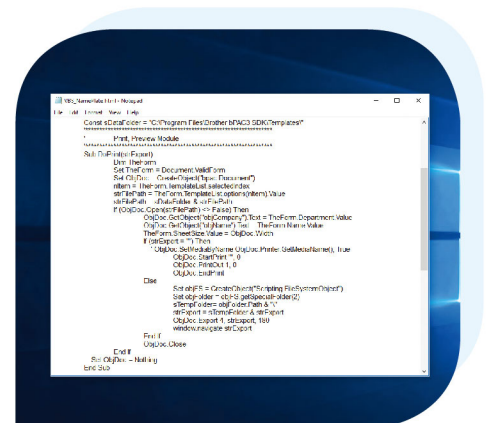 VBS_NamePlate.html - Notepad
File Edit Format View Help
Const sDataFolder = "C:\Program Files\Brother bPAC3 SDK\Templates\"
'*******************************************************************
' Print, Preview Module
'*******************************************************************
Sub DoPrint(strExport)
Dim TheForm
Set TheForm = Document.ValidForm
Set ObjDoc = CreateObject("bpac.Document")
nItem = TheForm.TemplateList.selectedIndex
strFilePath = TheForm.TemplateList.options(nItem).Value
strFilePath = sDataFolder & strFilePath
If (ObjDoc.Open(strFilePath) <> False) Then
ObjDoc.GetObject("objCompany").Text = TheForm.Department.Value
ObjDoc.GetObject("objName").Text = TheForm.Name.Value
TheForm.SheetSize.Value = ObjDoc.Width
If (strExport = "") Then
' ObjDoc.SetMediaByName ObjDoc.Printer.GetMediaName(), True
ObjDoc.StartPrint "", 0
ObjDoc.PrintOut 1, 0
ObjDoc.EndPrint
Else
Set objFS = CreateObject("Scripting.FileSystemObject")
Set objFolder = objFS.getSpecialFolder(2)
sTempFolder= objFolder.Path & "\"
strExport = sTempFolder & strExport
ObjDoc.Export 4, strExport, 180
window.navigate strExport
End If
ObjDoc.Close
End If
Set ObjDoc = Nothing
End Sub